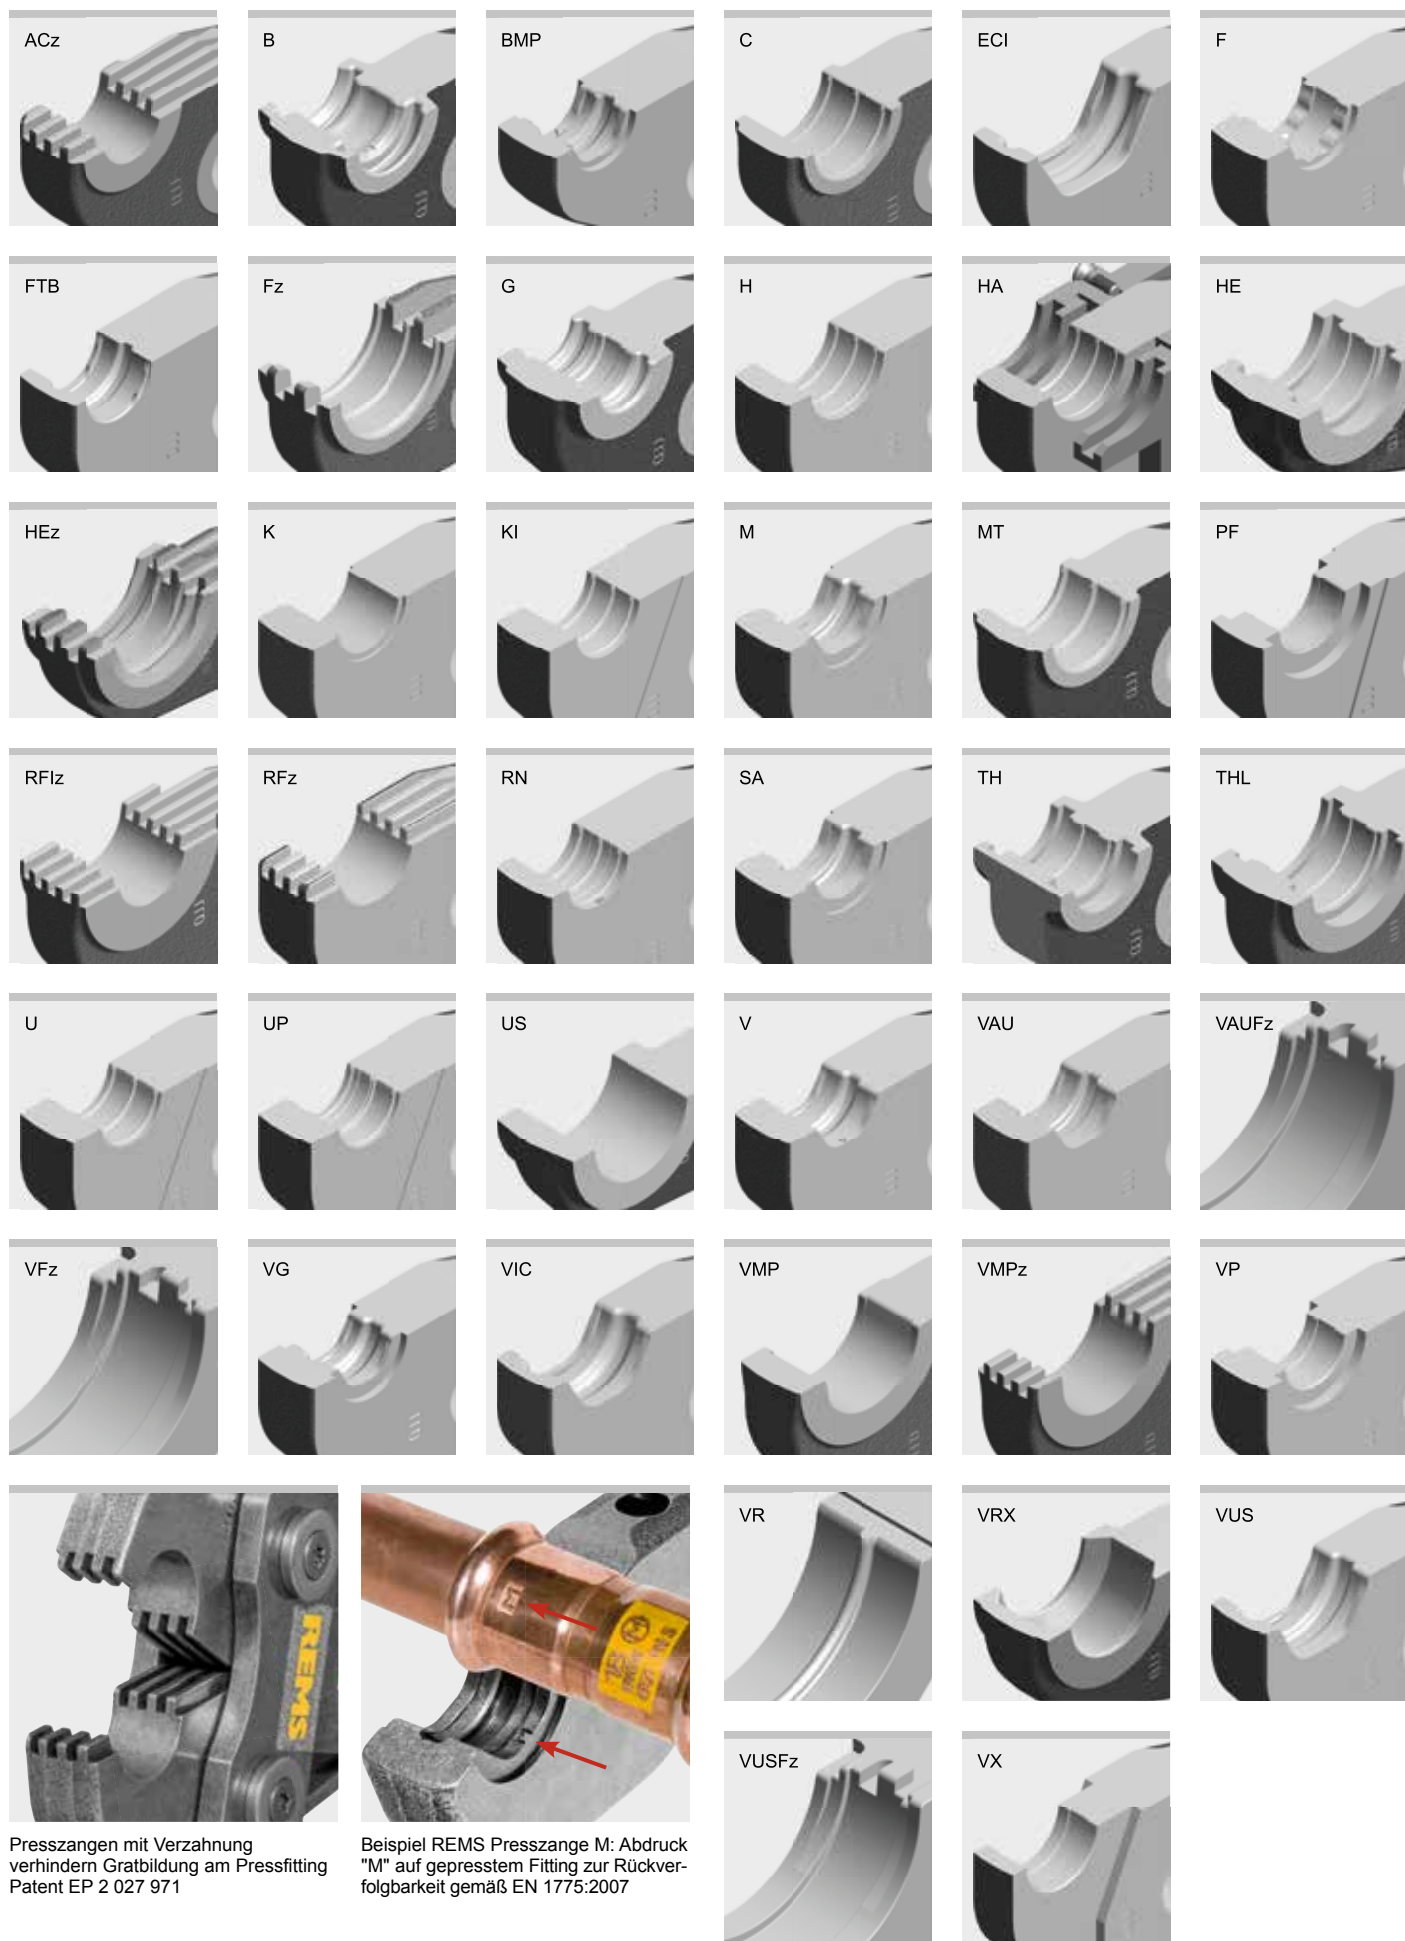 ACz
B
BMP
C
ECI
F
FTB
Fz
G
H
HA
HE
HEz
K
KI
M
MT
PF
RFIz
RFz
RN
SA
TH
THL
U
UP
US
V
VAU
VAUFz
VFz
VG
VIC
VMP
VMPz
VP
REMS
VR
VRX
VUS
VUSFz
VX
Presszangen mit Verzahnung
verhindern Gratbildung am Pressfitting
Patent EP 2 027 971
Beispiel REMS Presszange M: Abdruck
"M" auf gepresstem Fitting zur Rückver-
folgbarkeit gemäß EN 1775:2007